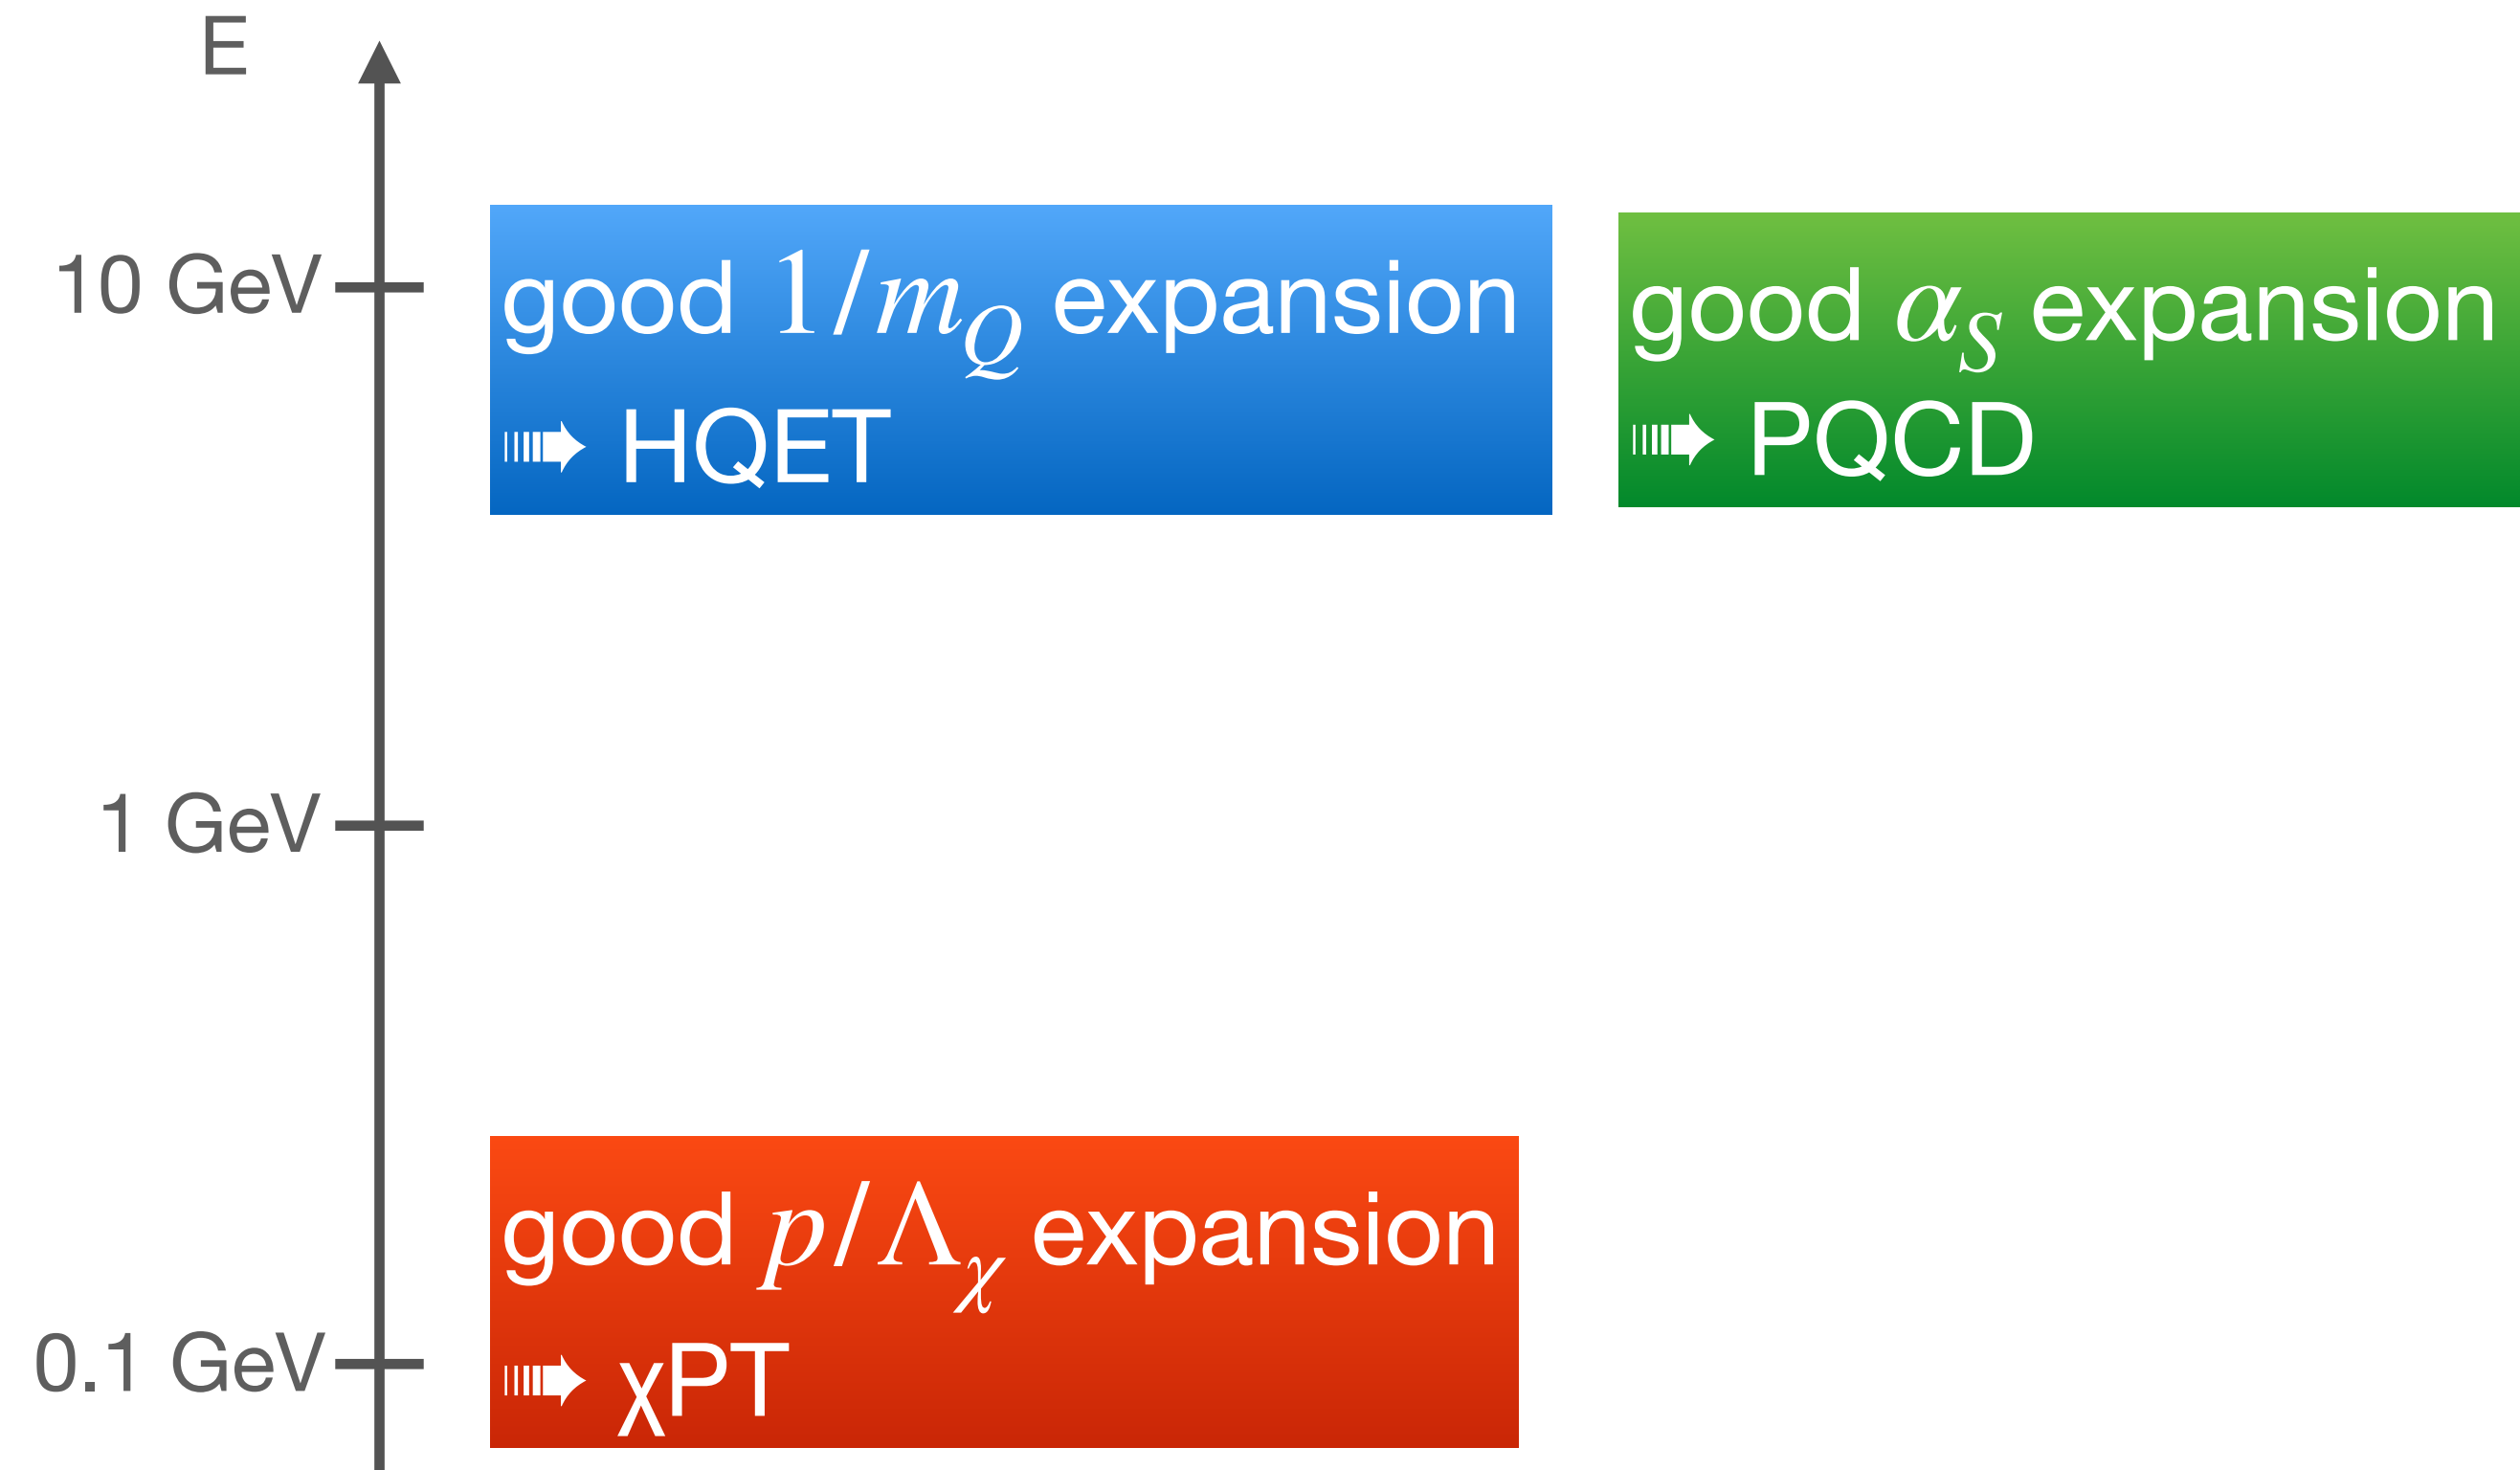 E
10 GeV
good 1/m_Q expansion
➠ HQET
good α_S expansion
➠ PQCD
1 GeV
good p/Λ_χ expansion
➠ χPT
0.1 GeV